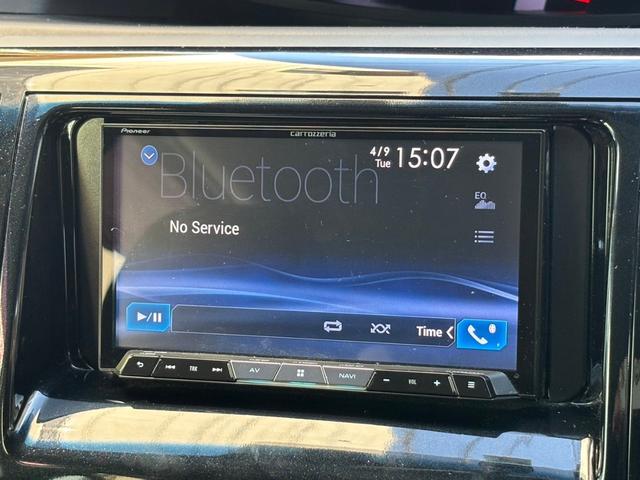 Pioneer
carrozzeria
Bluetooth
4/9
Tue
15:07
EQ
No Service
Time
TRK
AV
NAVI
- VOL +